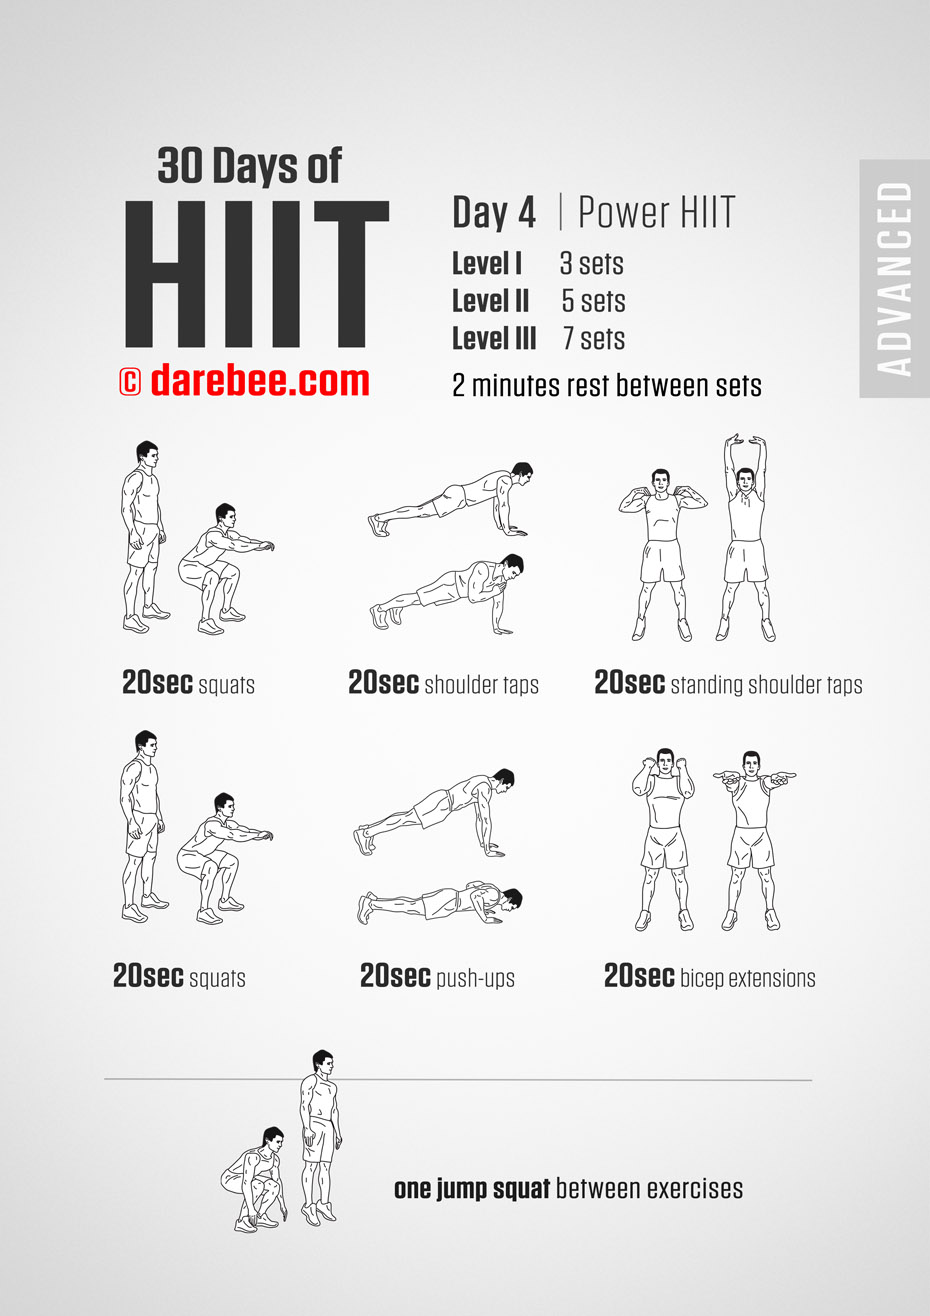 30 Days of
HIIT
© darebee.com
Day 4 | Power HIIT
Level I 3 sets
Level II 5 sets
Level III 7 sets
2 minutes rest between sets
ADVANCED
20sec squats
20sec shoulder taps
20sec standing shoulder taps
20sec squats
20sec push-ups
20sec bicep extensions
one jump squat between exercises